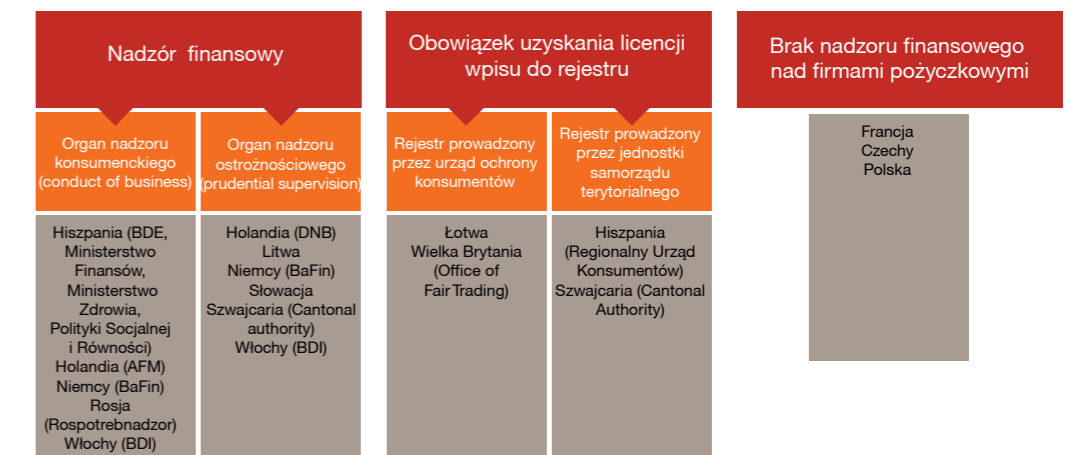 Nadzór finansowy
Organ nadzoru
konsumenckiego
(conduct of business)
Hiszpania (BDE,
Ministerstwo
Finansów,
Ministerstwo
Zdrowia,
Polityki Socjalnej
i Równości)
Holandia (AFM)
Niemcy (BaFin)
Rosja
(Rospotrebnadzor)
Włochy (BDI)
Organ nadzoru
ostrożnościowego
(prudential supervision)
Holandia (DNB)
Litwa
Niemcy (BaFin)
Słowacja
Szwajcaria (Cantonal
authority)
Włochy (BDI)
Obowiązek uzyskania licencji
wpisu do rejestru
Rejestr prowadzony
przez urząd ochrony
konsumentów
Łotwa
Wielka Brytania
(Office of
Fair Trading)
Rejestr prowadzony
przez jednostki
samorządu
terytorialnego
Hiszpania
(Regionalny Urząd
Konsumentów)
Szwajcaria (Cantonal
Authority)
Brak nadzoru finansowego
nad firmami pożyczkowymi
Francja
Czechy
Polska